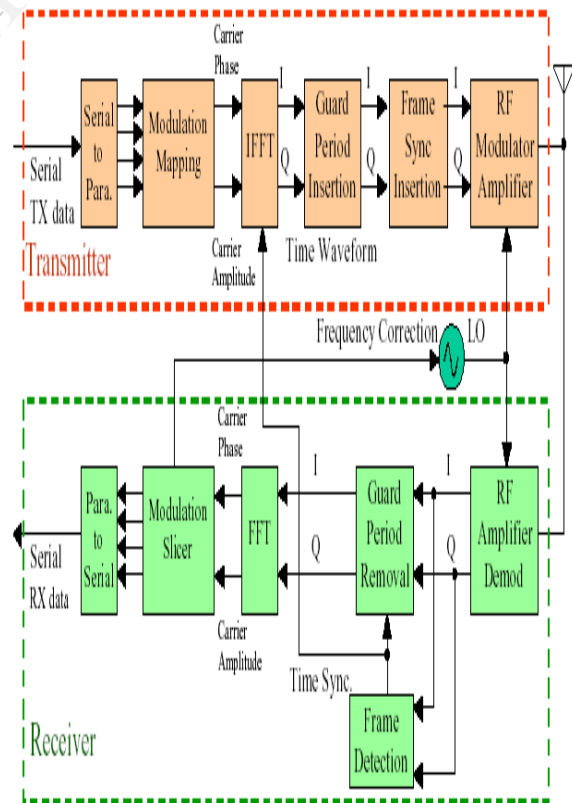 Carrier
Phase
Serial
to
Para.
Modulation
Mapping
IFFT
I
Q
Guard
Period
Insertion
I
Q
Frame
Sync
Insertion
I
Q
RF
Modulator
Amplifier
Serial
TX data
Carrier
Amplitude
Time Waveform
Transmitter
Frequency Correction
LO
Carrier
Phase
Para.
to
Serial
Modulation
Slicer
FFT
I
Q
Guard
Period
Removal
I
Q
RF
Amplifier
Demod
Serial
RX data
Carrier
Amplitude
Time Sync.
Frame
Detection
Receiver